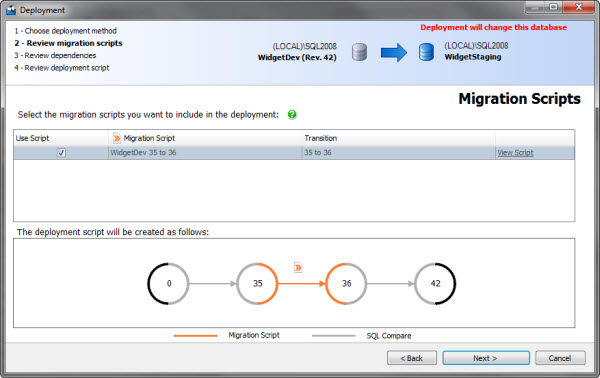 Deployment
1 - Choose deployment method
2 - Review migration scripts
3 - Review dependencies
4 - Review deployment script
Deployment will change this database
(LOCAL)\SQL2008
WidgetDev (Rev. 42)
(LOCAL)\SQL2008
WidgetStaging
Migration Scripts
Select the migration scripts you want to include in the deployment:
Use Script Migration Script Transition
WidgetDev 35 to 36 35 to 36 View Script
The deployment script will be created as follows:
0 35 36 42
Migration Script SQL Compare
< Back Next > Cancel